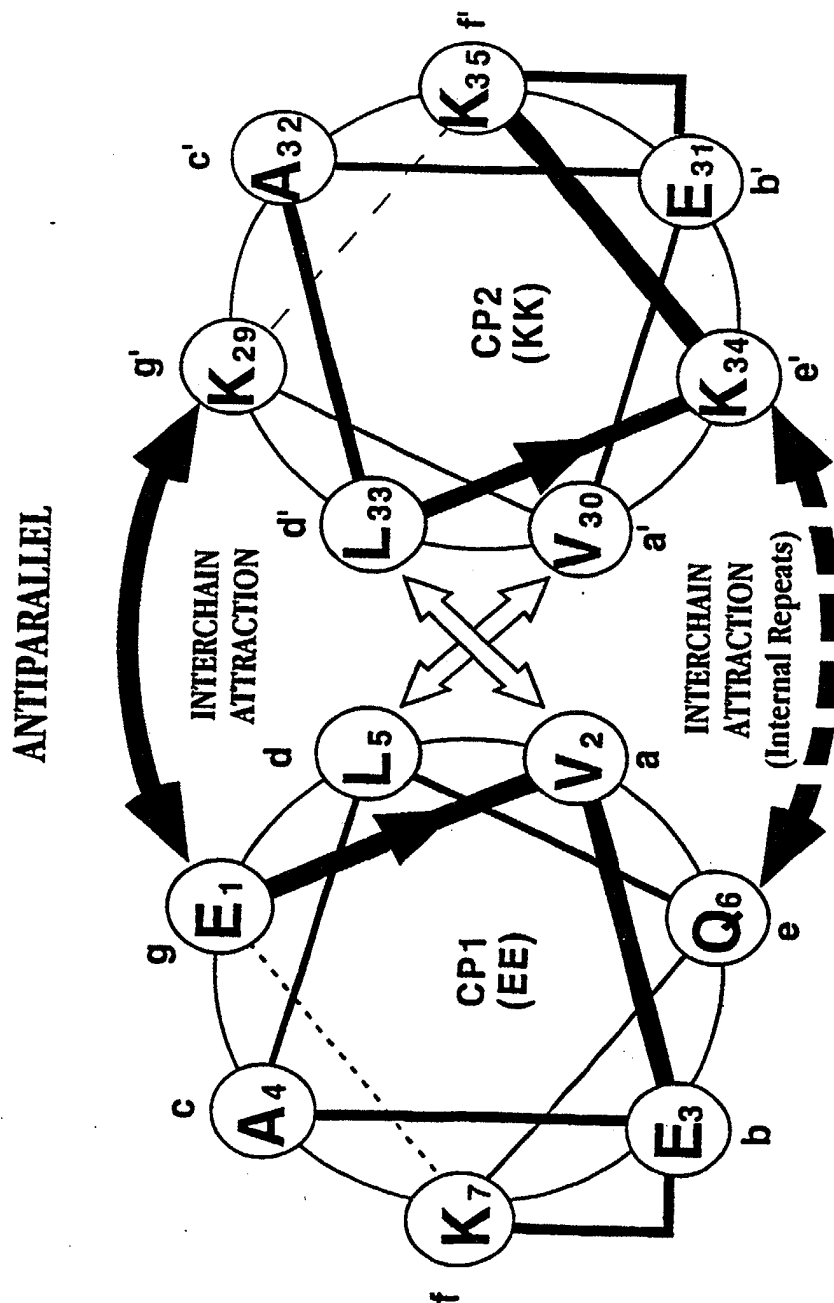 ANTIPARALLEL
INTERCHAIN
ATTRACTION
g
E1
c
A4
d
L5
f
K7
CP1
(EE)
a
V2
b
E3
e
Q6
g'
K29
c'
A32
d'
L33
f'
K35
CP2
(KK)
a'
V30
b'
E31
e'
K34
INTERCHAIN
ATTRACTION
(Internal Repeats)